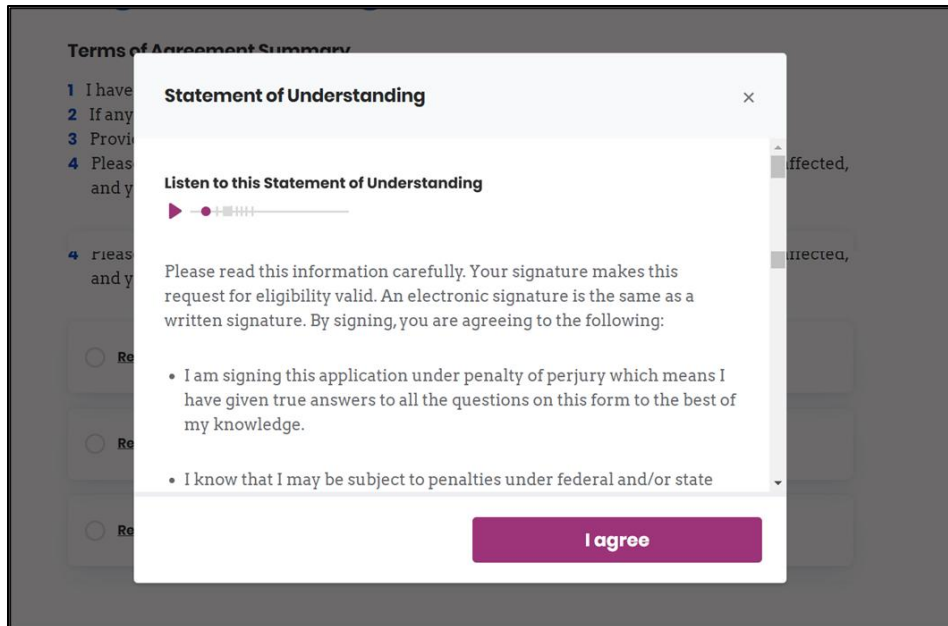 Terms of Agreement Summary
1 I have
2 If any
3 Provi
4 Pleas
ffected,
and y
4 Pleas
ffected,
and y
Re
Re
Re
Statement of Understanding
×
Listen to this Statement of Understanding
Please read this information carefully. Your signature makes this
request for eligibility valid. An electronic signature is the same as a
written signature. By signing, you are agreeing to the following:
• I am signing this application under penalty of perjury which means I
have given true answers to all the questions on this form to the best of
my knowledge.
• I know that I may be subject to penalties under federal and/or state
I agree